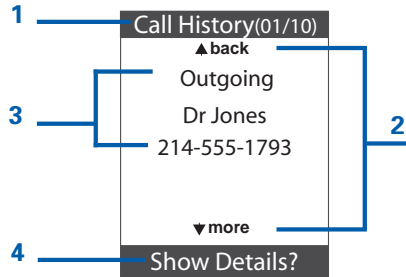 1
Call History(01/10)
▲back
Outgoing
3
Dr Jones
2
214-555-1793
▼more
4
Show Details?